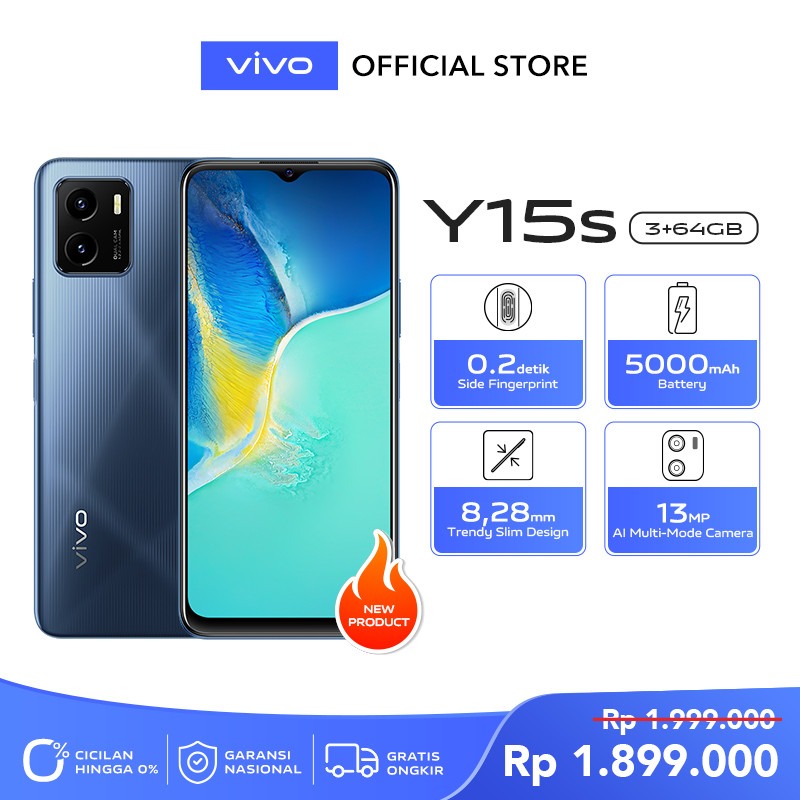 vivo OFFICIAL STORE
Y15s 3+64GB
0.2detik
Side Fingerprint
5000mAh
Battery
8,28mm
Trendy Slim Design
13MP
AI Multi-Mode Camera
vivo
NEW
PRODUCT
0% CICILAN
HINGGA 0%
GARANSI
NASIONAL
GRATIS
ONGKIR
Rp 1.999.000
Rp 1.899.000